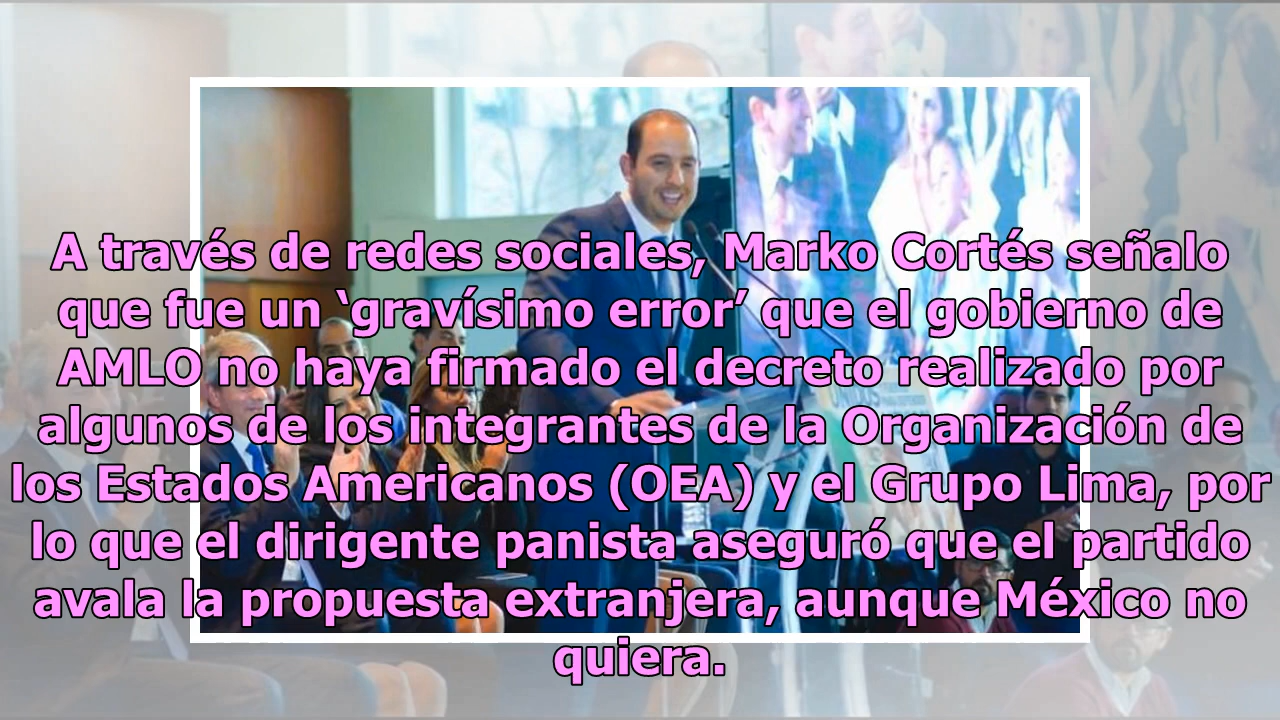 A través de redes sociales, Marko Cortés señalo
que fue un ‘gravísimo error’ que el gobierno de
AMLO no haya firmado el decreto realizado por
algunos de los integrantes de la Organización de
los Estados Americanos (OEA) y el Grupo Lima, por
lo que el dirigente panista aseguró que el partido
avala la propuesta extranjera, aunque México no
quiera.